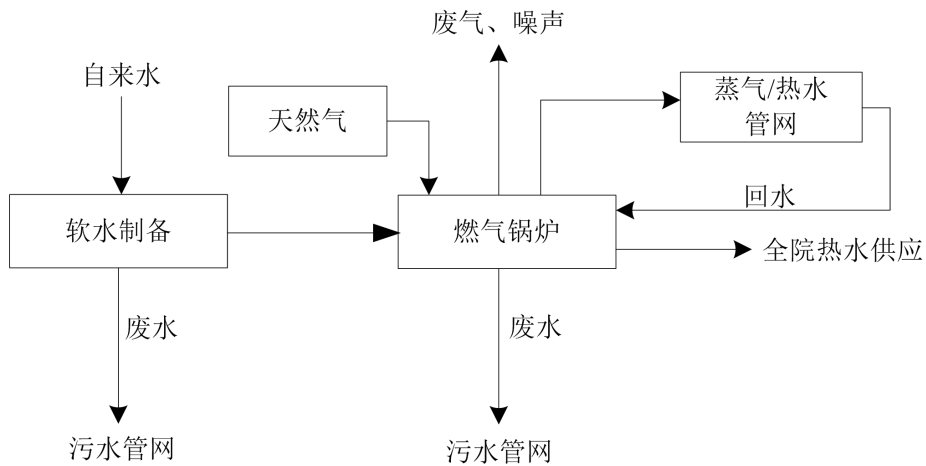 废气、噪声
自来水
天然气
蒸气/热水
管网
软水制备
燃气锅炉
回水
全院热水供应
废水
废水
污水管网
污水管网